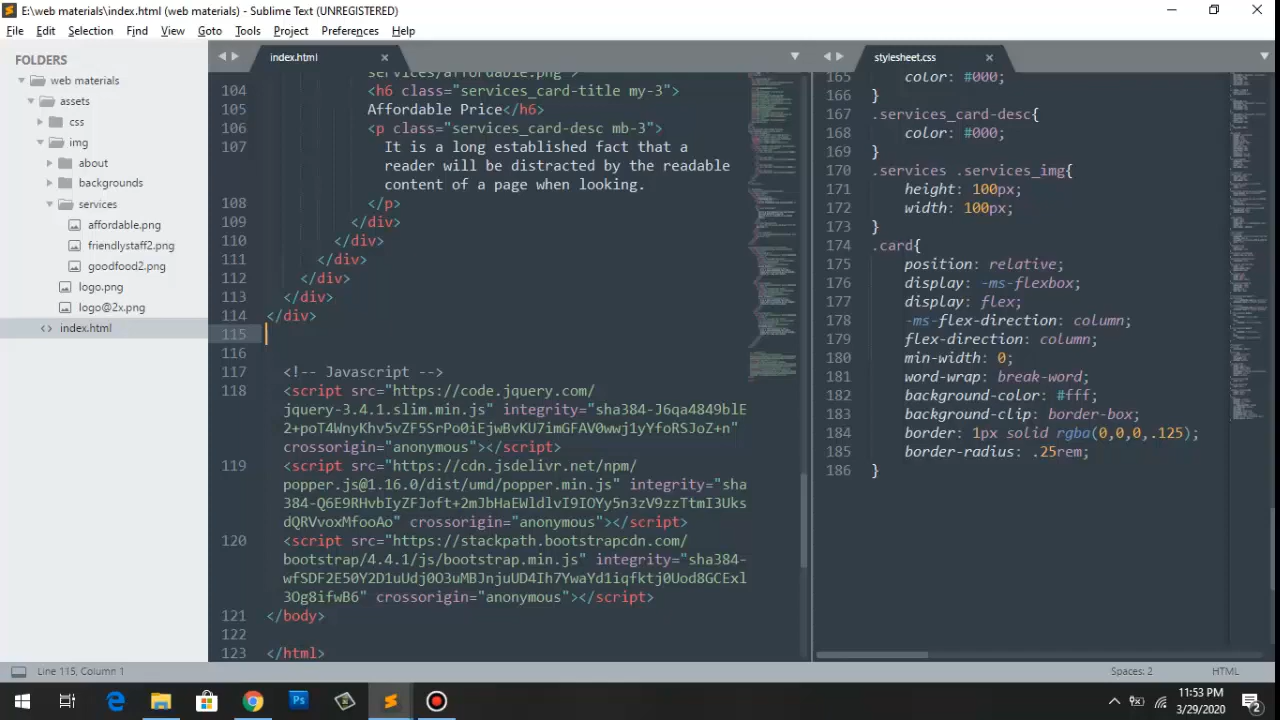 E:\web materials\index.html (web materials) - Sublime Text (UNREGISTERED)
File Edit Selection Find View Goto Tools Project Preferences Help
FOLDERS
web materials
assets
css
img
about
backgrounds
services
affordable.png
friendlystaff2.png
goodfood2.png
logo.png
logo@2x.png
<> index.html
index.html
services/affordable.png">
104 <h6 class="services_card-title my-3">
105 Affordable Price</h6>
106 <p class="services_card-desc mb-3">
107 It is a long established fact that a
reader will be distracted by the readable
content of a page when looking.
108 </p>
109 </div>
110 </div>
111 </div>
112 </div>
113 </div>
114 </div>
115
116
117 <!-- Javascript -->
118 <script src="https://code.jquery.com/
jquery-3.4.1.slim.min.js" integrity="sha384-J6qa4849blE
2+poT4WnyKhv5vZF5SrPo0iEjwBvKU7imGFAV0wwj1yYfoRSJoZ+n"
crossorigin="anonymous"></script>
119 <script src="https://cdn.jsdelivr.net/npm/
popper.js@1.16.0/dist/umd/popper.min.js" integrity="sha
384-Q6E9RHvbIyZFJoft+2mJbHaEWldlvI9IOYy5n3zV9zzTtmI3Uks
dQRVvoxMfooAo" crossorigin="anonymous"></script>
120 <script src="https://stackpath.bootstrapcdn.com/
bootstrap/4.4.1/js/bootstrap.min.js" integrity="sha384-
wfSDF2E50Y2D1uUdj0O3uMBJnjuUD4Ih7YwaYd1iqfktj0Uod8GCExl
3Og8ifwB6" crossorigin="anonymous"></script>
121 </body>
122
123 </html>
stylesheet.css
165 color: #000;
166 }
167 .services_card-desc{
168 color: #000;
169 }
170 .services .services_img{
171 height: 100px;
172 width: 100px;
173 }
174 .card{
175 position: relative;
176 display: -ms-flexbox;
177 display: flex;
178 -ms-flex-direction: column;
179 flex-direction: column;
180 min-width: 0;
181 word-wrap: break-word;
182 background-color: #fff;
183 background-clip: border-box;
184 border: 1px solid rgba(0,0,0,.125);
185 border-radius: .25rem;
186 }
Line 115, Column 1
Spaces: 2
HTML
Ps
11:53 PM
3/29/2020
2